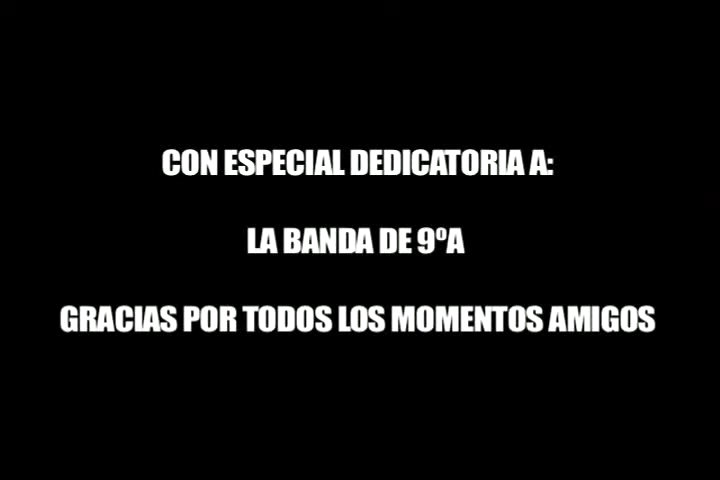 CON ESPECIAL DEDICATORIA A:
LA BANDA DE 9ºA
GRACIAS POR TODOS LOS MOMENTOS AMIGOS